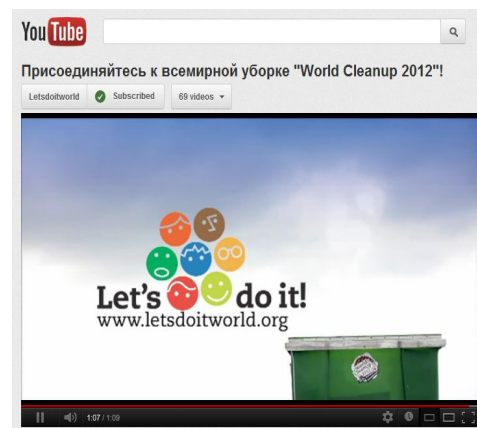 YouTube
Присоединяйтесь к всемирной уборке "World Cleanup 2012"!
Letsdoitworld Subscribed 69 videos
Let's do it!
www.letsdoitworld.org
1:07 / 1:09